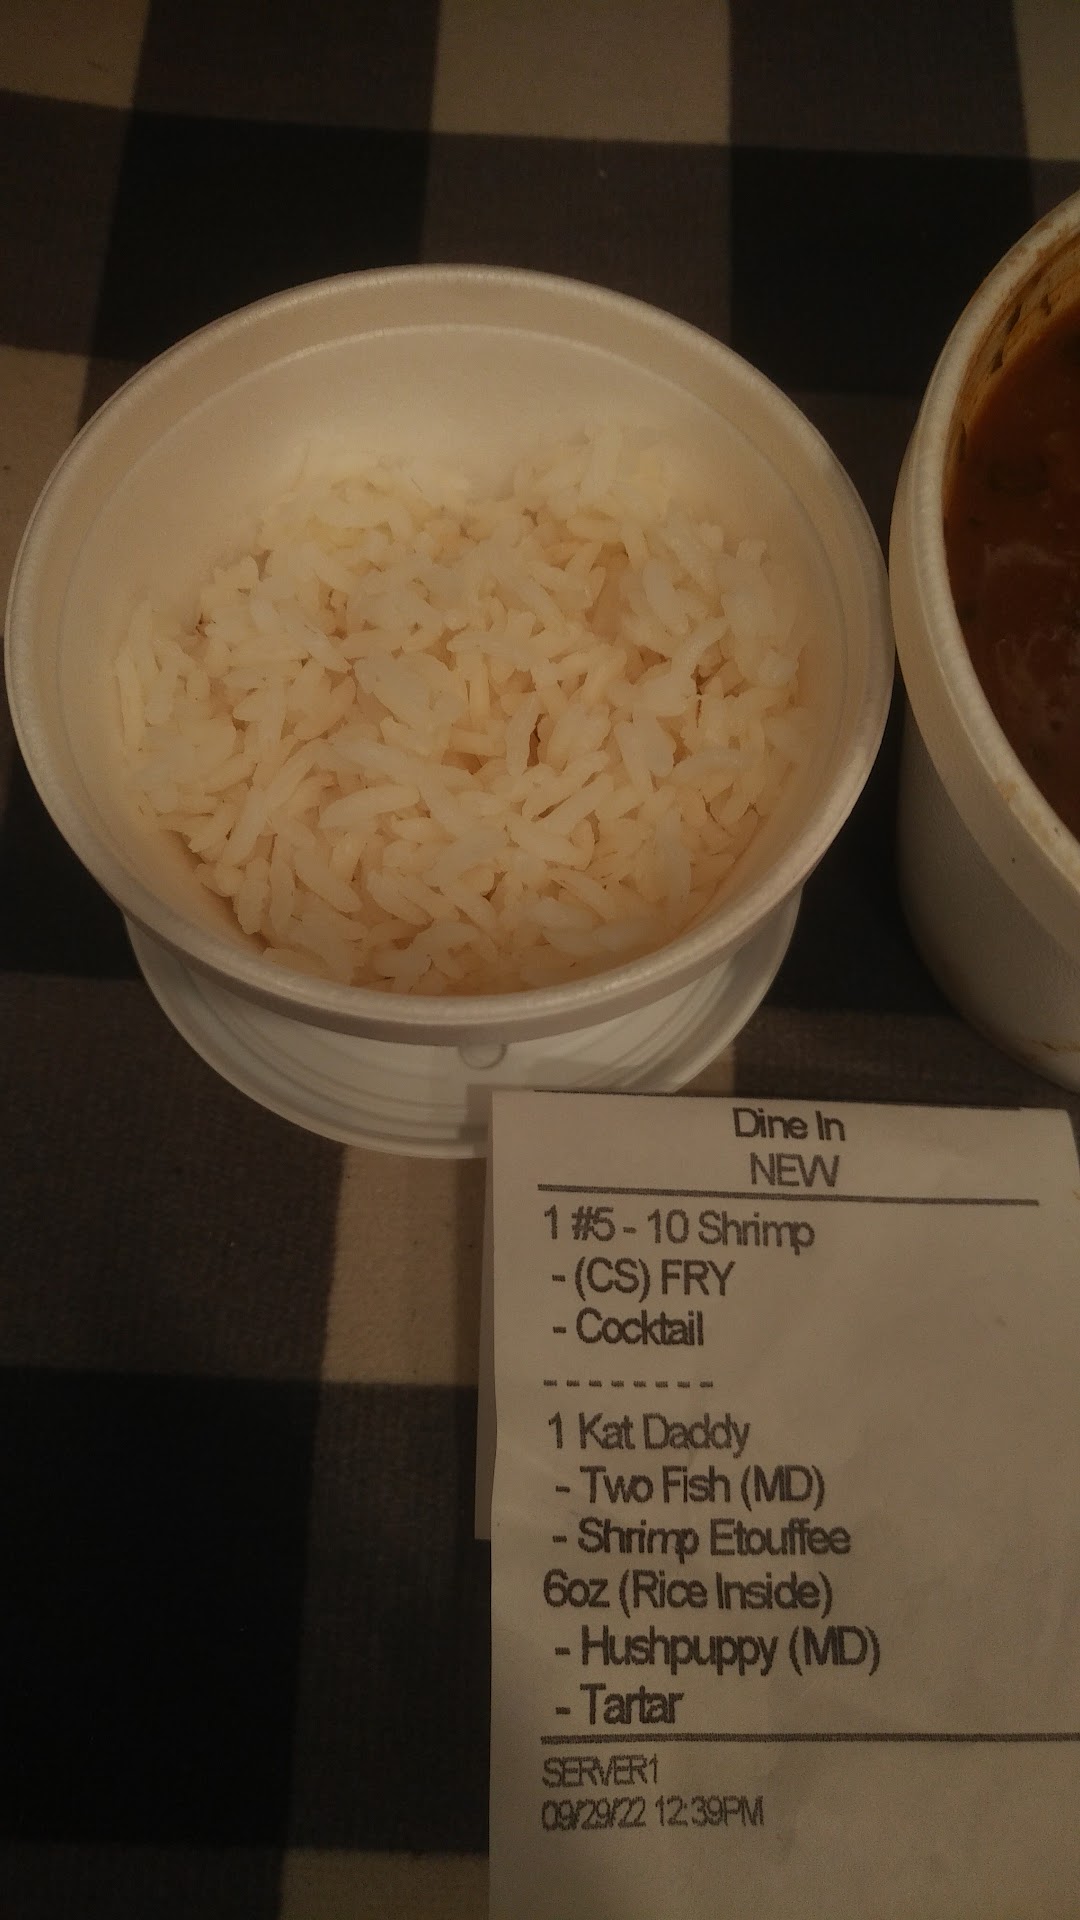 Dine In
NEW
1 #5 - 10 Shrimp
- (CS) FRY
- Cocktail
--------
1 Kat Daddy
- Two Fish (MD)
- Shrimp Etouffee
6oz (Rice Inside)
- Hushpuppy (MD)
- Tartar
SERVER1
09/29/22 12:39PM